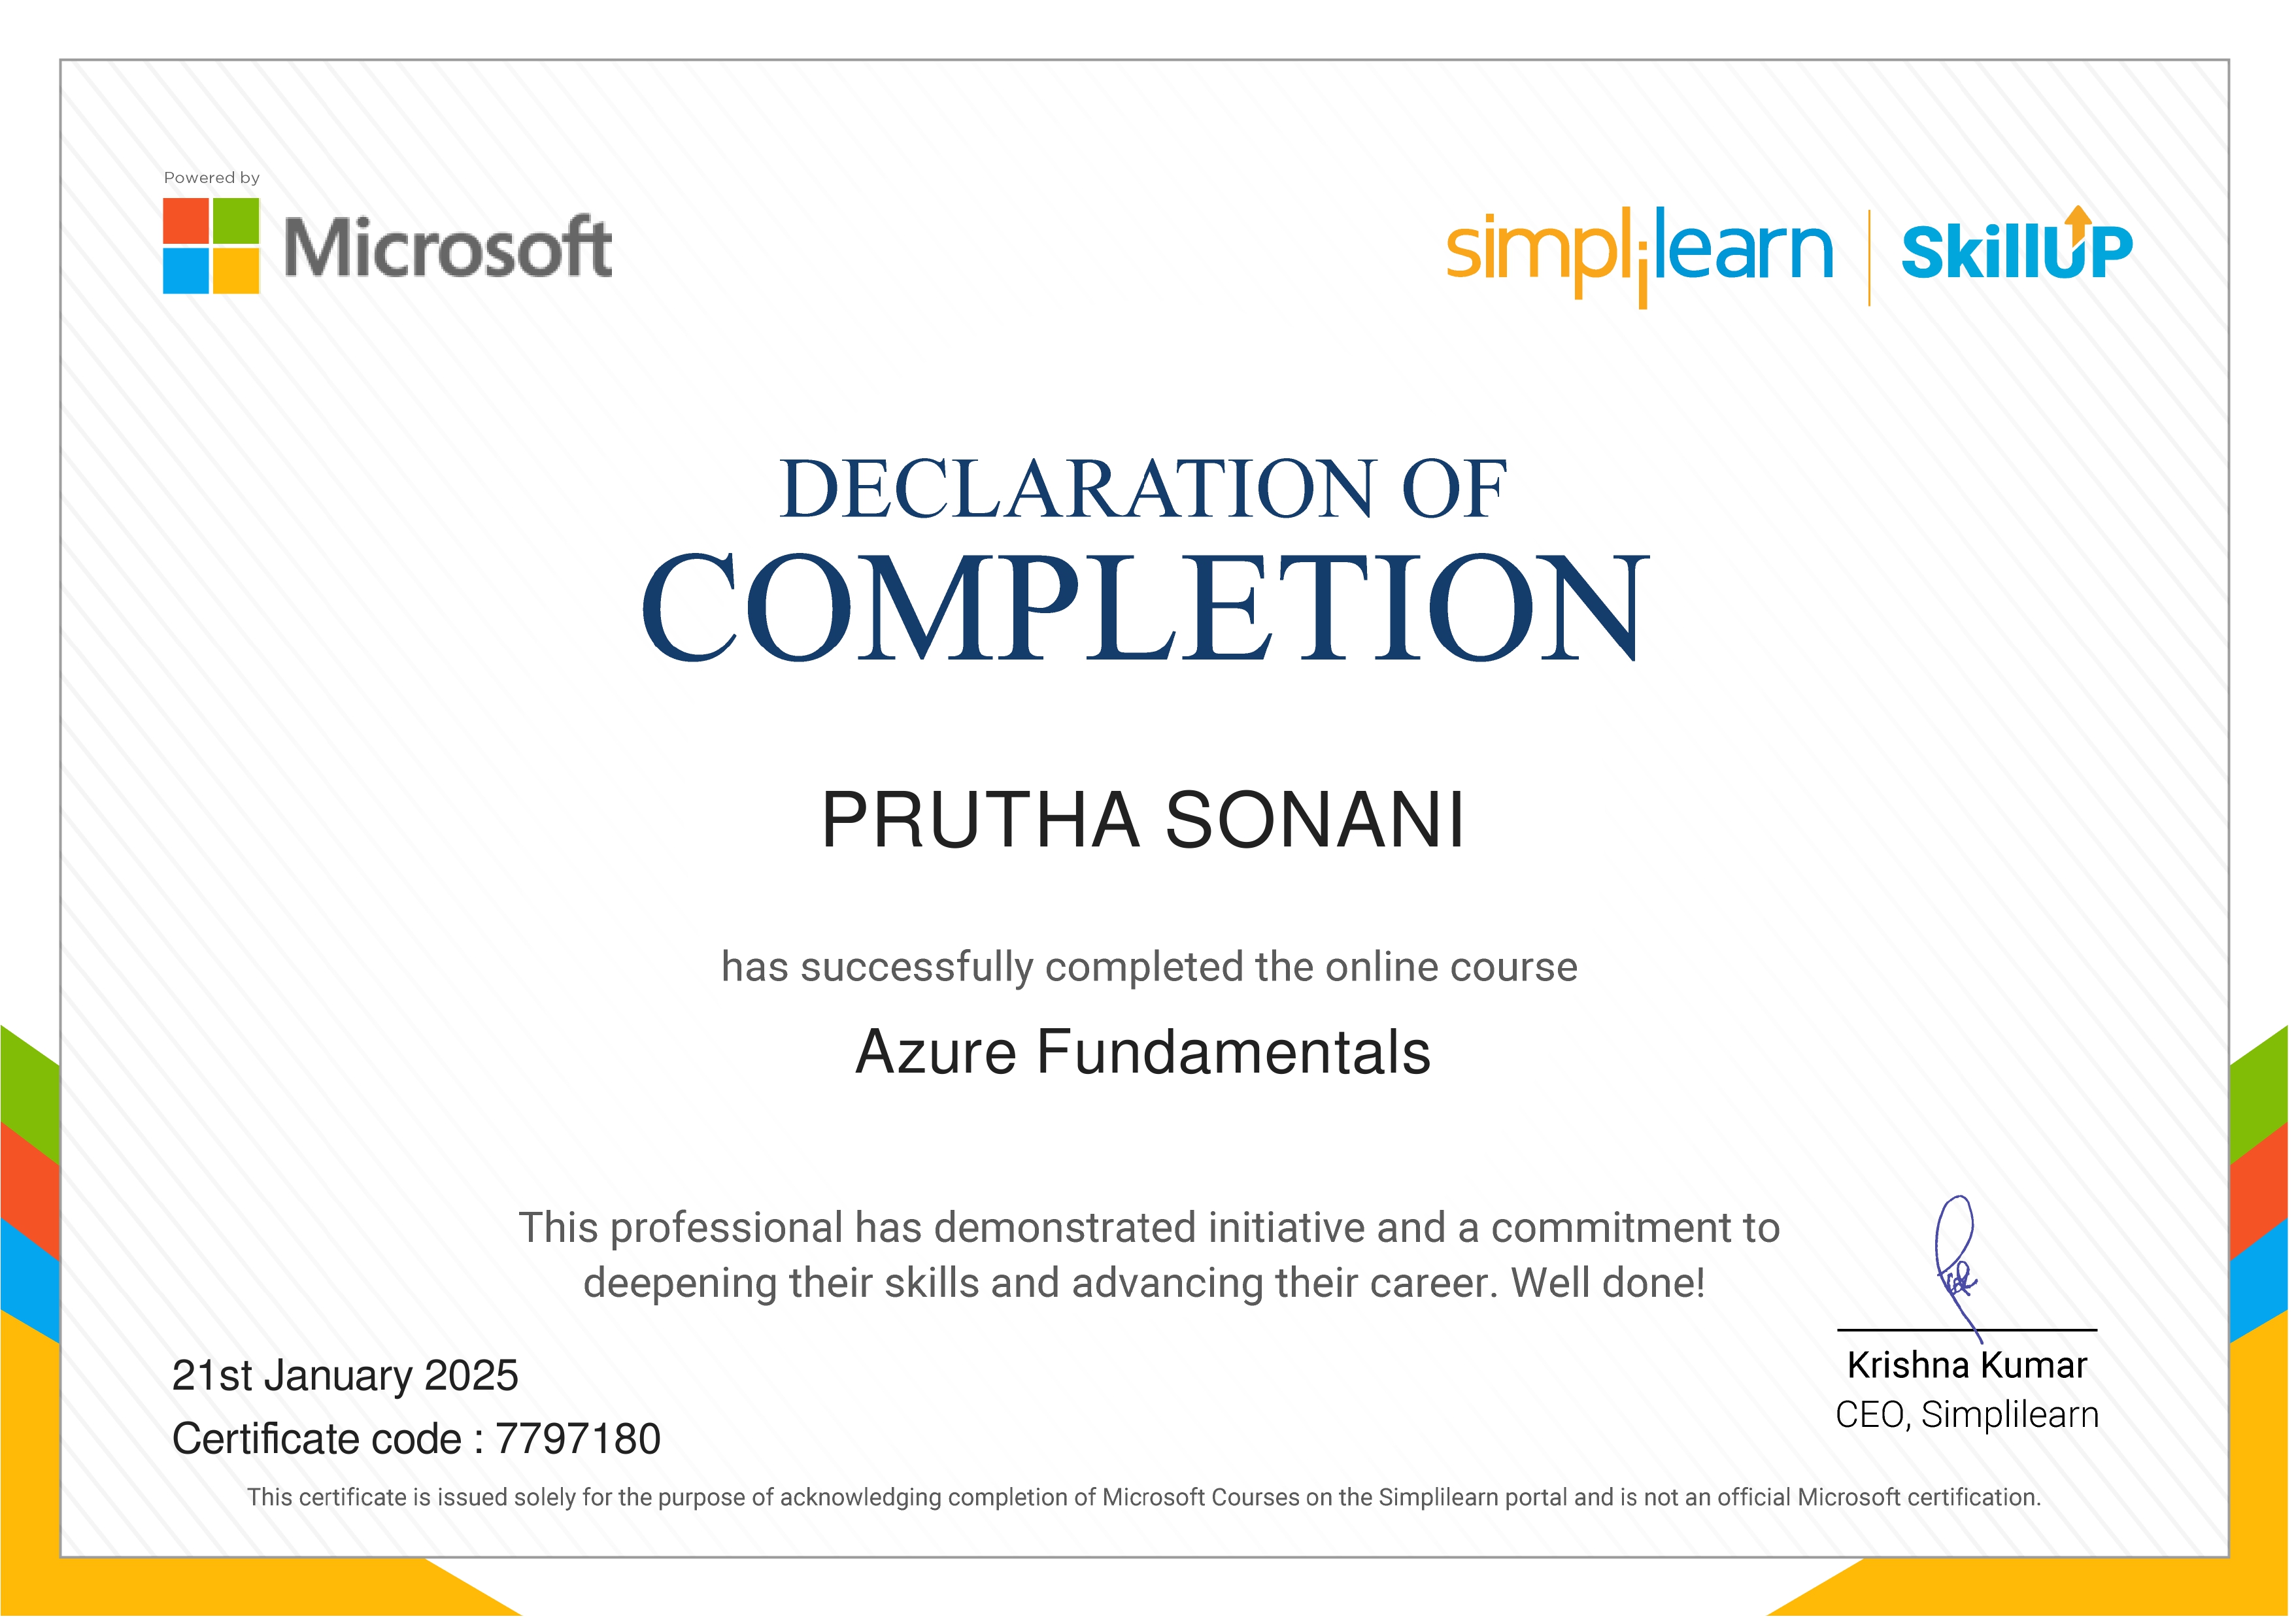 Powered by
Microsoft
simplilearn | SkillUP
DECLARATION OF
COMPLETION
PRUTHA SONANI
has successfully completed the online course
Azure Fundamentals
This professional has demonstrated initiative and a commitment to
deepening their skills and advancing their career. Well done!
21st January 2025
Certificate code : 7797180
Krishna Kumar
CEO, Simplilearn
This certificate is issued solely for the purpose of acknowledging completion of Microsoft Courses on the Simplilearn portal and is not an official Microsoft certification.